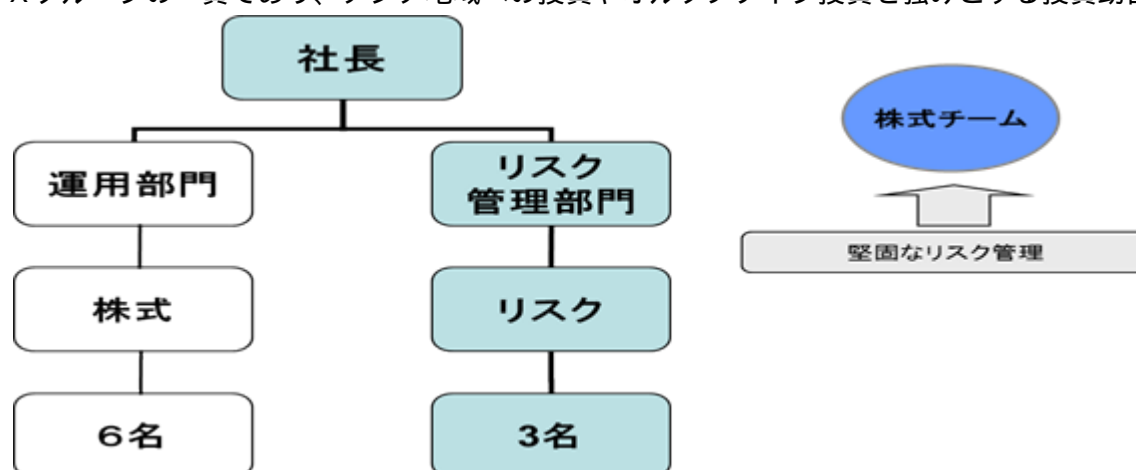 社長
運用部門
リスク
管理部門
株式
リスク
6名
3名
株式チーム
堅固なリスク管理